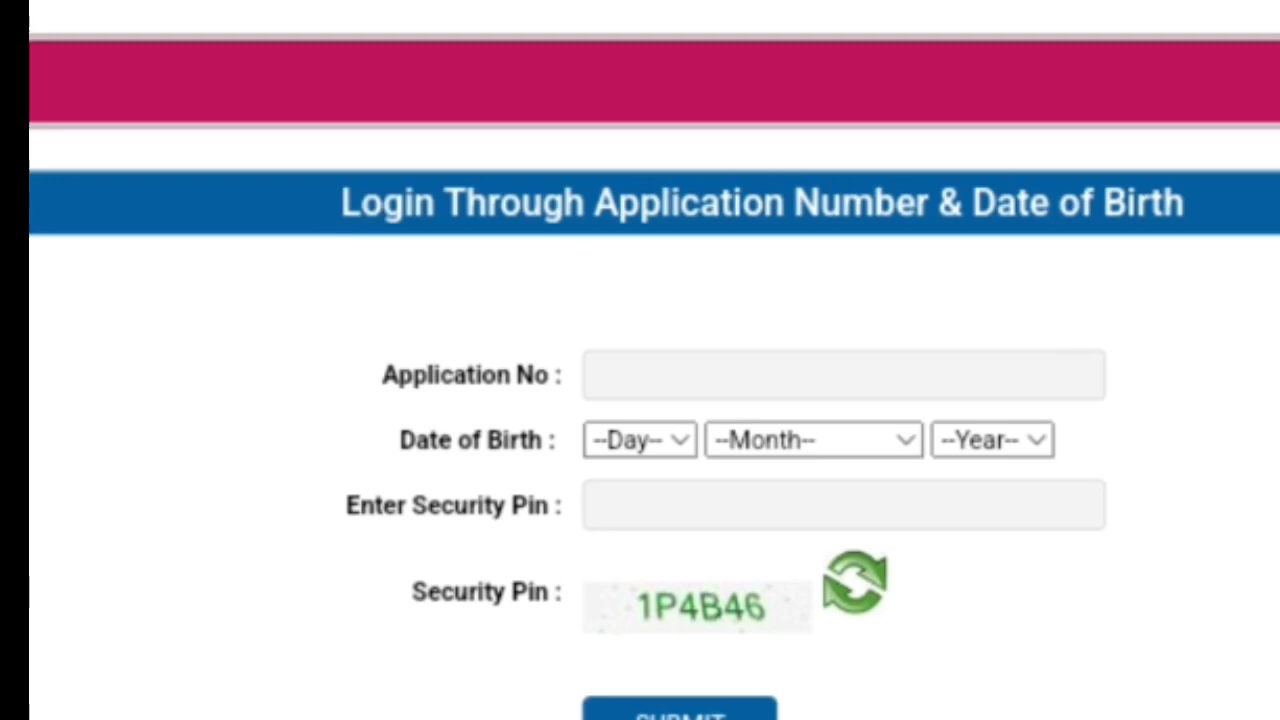 Login Through Application Number & Date of Birth
Application No :
Date of Birth : --Day-- --Month-- --Year--
Enter Security Pin :
Security Pin : 1P4B46
SUBMIT